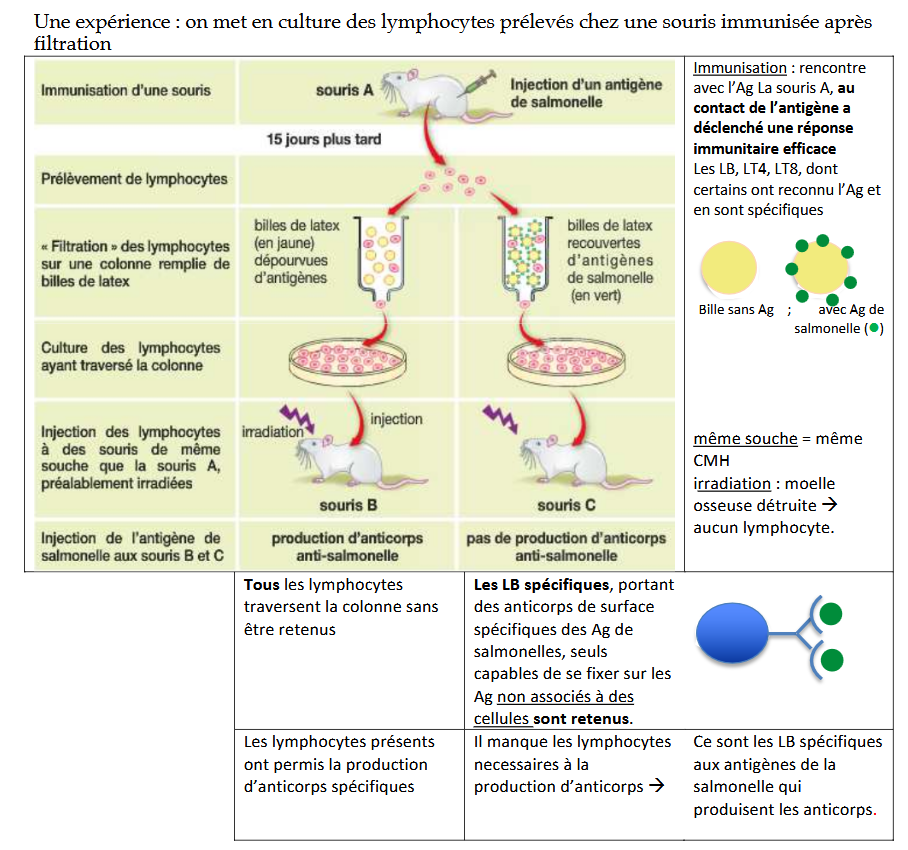 Une expérience : on met en culture des lymphocytes prélevés chez une souris immunisée après
filtration
Immunisation d'une souris
souris A
Injection d'un antigène
de salmonelle
15 jours plus tard
Prélèvement de lymphocytes
« Filtration » des lymphocytes
sur une colonne remplie de
billes de latex
billes de latex
(en jaune)
dépourvues
d'antigènes
billes de latex
recouvertes
d'antigènes
de salmonelle
(en vert)
Culture des lymphocytes
ayant traversé la colonne
Injection des lymphocytes
à des souris de même
souche que la souris A,
préalablement irradiées
irradiation
injection
souris B
souris C
Injection de l'antigène de
salmonelle aux souris B et C
production d'anticorps
anti-salmonelle
pas de production d'anticorps
anti-salmonelle
Immunisation : rencontre
avec l'Ag La souris A, au
contact de l'antigène a
déclenché une réponse
immunitaire efficace
Les LB, LT4, LT8, dont
certains ont reconnu l'Ag et
en sont spécifiques
Bille sans Ag ; avec Ag de
salmonelle ( )
même souche = même
CMH
irradiation : moelle
osseuse détruite →
aucun lymphocyte.
Tous les lymphocytes
traversent la colonne sans
être retenus
Les LB spécifiques, portant
des anticorps de surface
spécifiques des Ag de
salmonelles, seuls
capables de se fixer sur les
Ag non associés à des
cellules sont retenus.
Les lymphocytes présents
ont permis la production
d'anticorps spécifiques
Il manque les lymphocytes
necessaires à la
production d'anticorps →
Ce sont les LB spécifiques
aux antigènes de la
salmonelle qui
produisent les anticorps.